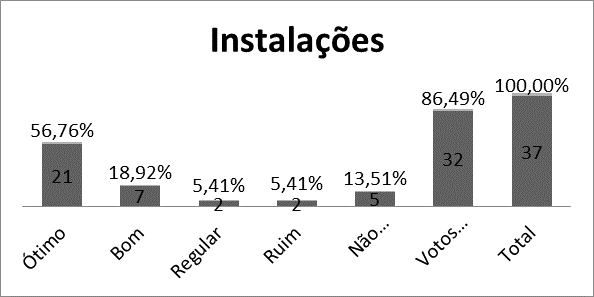 Instalações
56,76%
18,92%
5,41%
5,41%
13,51%
86,49%
100,00%
21
7
2
2
5
32
37
Ótimo
Bom
Regular
Ruim
Não...
Votos...
Total